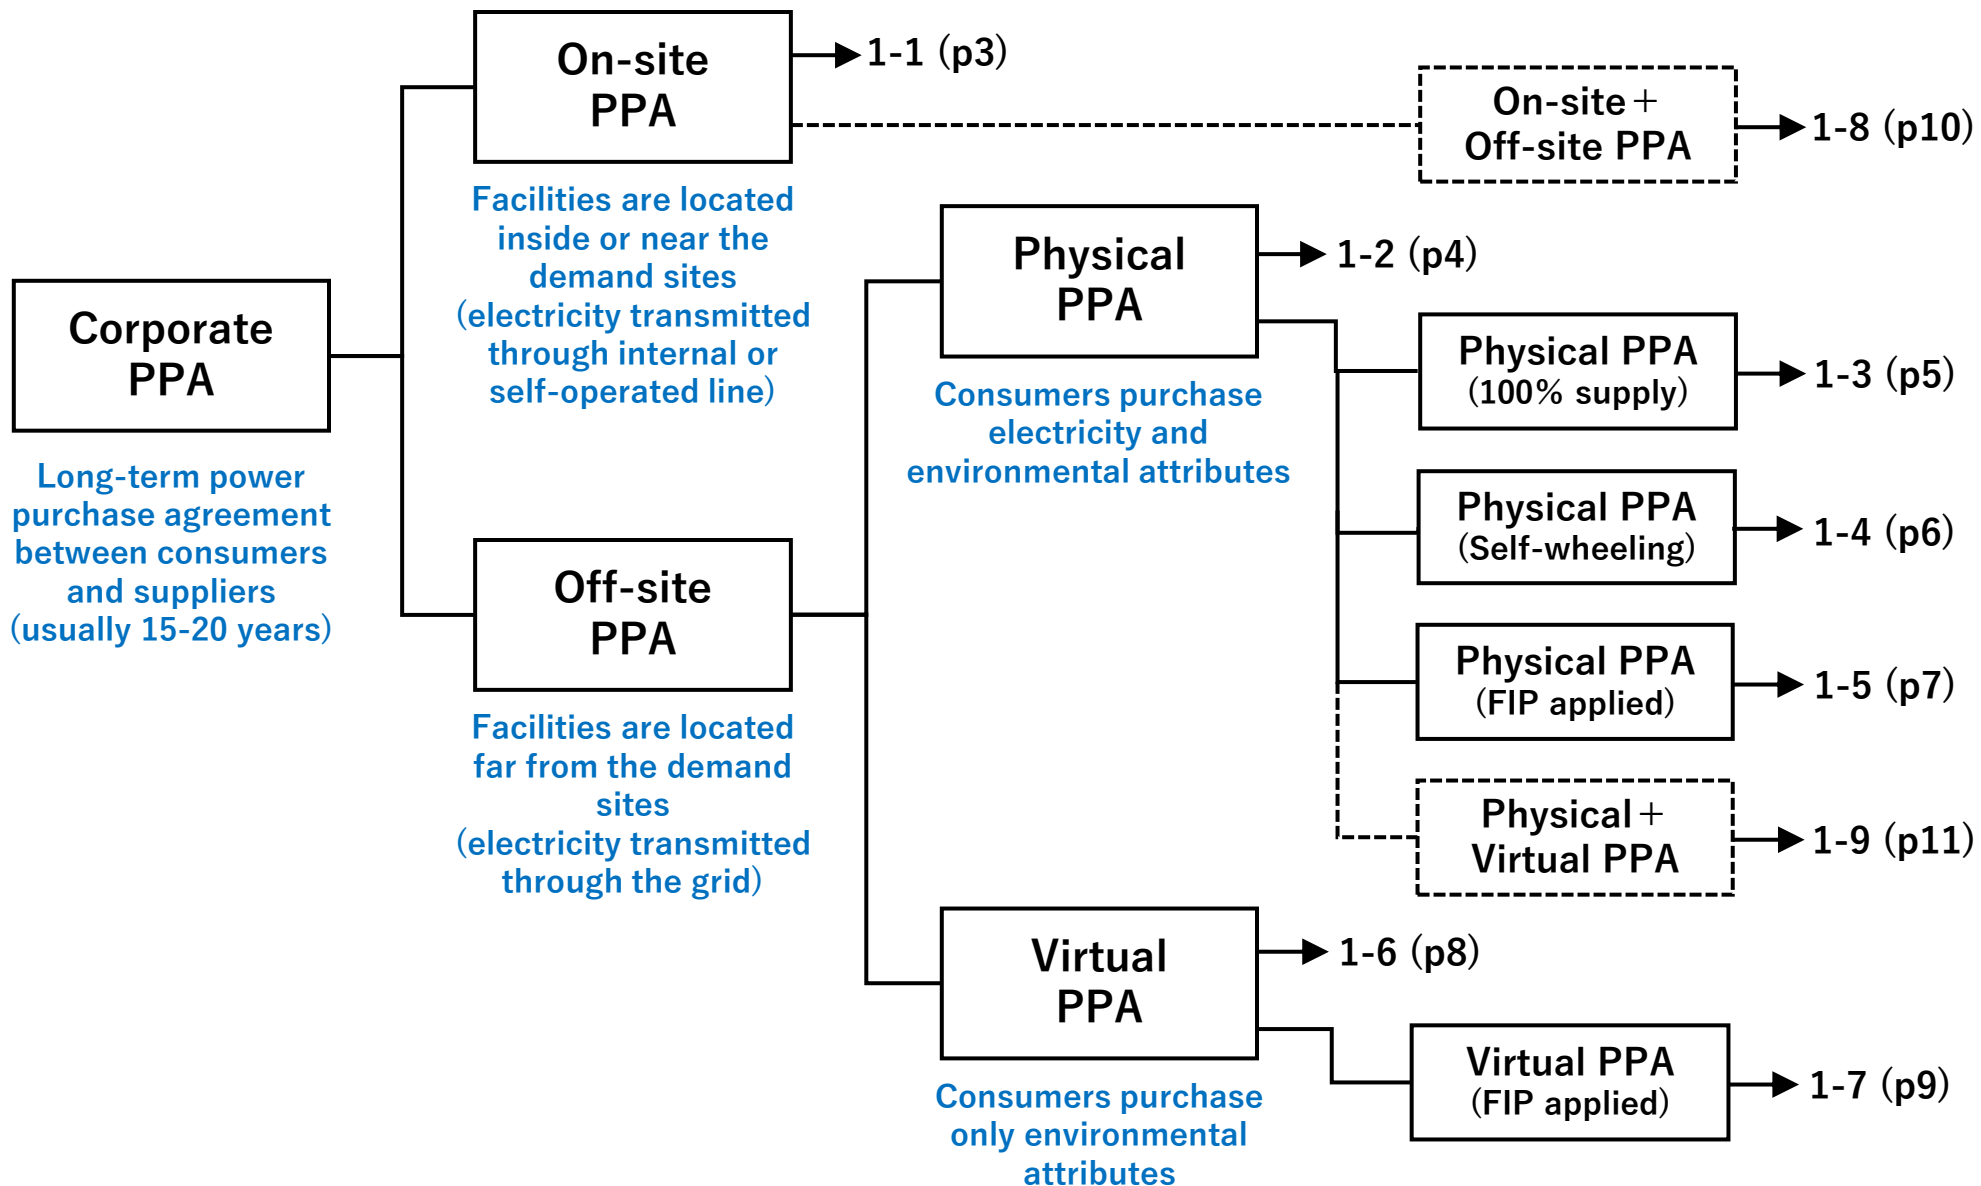 On-site
PPA
1-1 (p3)
On-site＋
Off-site PPA
1-8 (p10)
Facilities are located
inside or near the
demand sites
(electricity transmitted
through internal or
self-operated line)
Physical
PPA
1-2 (p4)
Corporate
PPA
Physical PPA
(100% supply)
1-3 (p5)
Consumers purchase
electricity and
environmental attributes
Long-term power
purchase agreement
between consumers
and suppliers
(usually 15-20 years)
Physical PPA
(Self-wheeling)
1-4 (p6)
Off-site
PPA
Physical PPA
(FIP applied)
1-5 (p7)
Facilities are located
far from the demand
sites
(electricity transmitted
through the grid)
Physical＋
Virtual PPA
1-9 (p11)
Virtual
PPA
1-6 (p8)
Virtual PPA
(FIP applied)
1-7 (p9)
Consumers purchase
only environmental
attributes